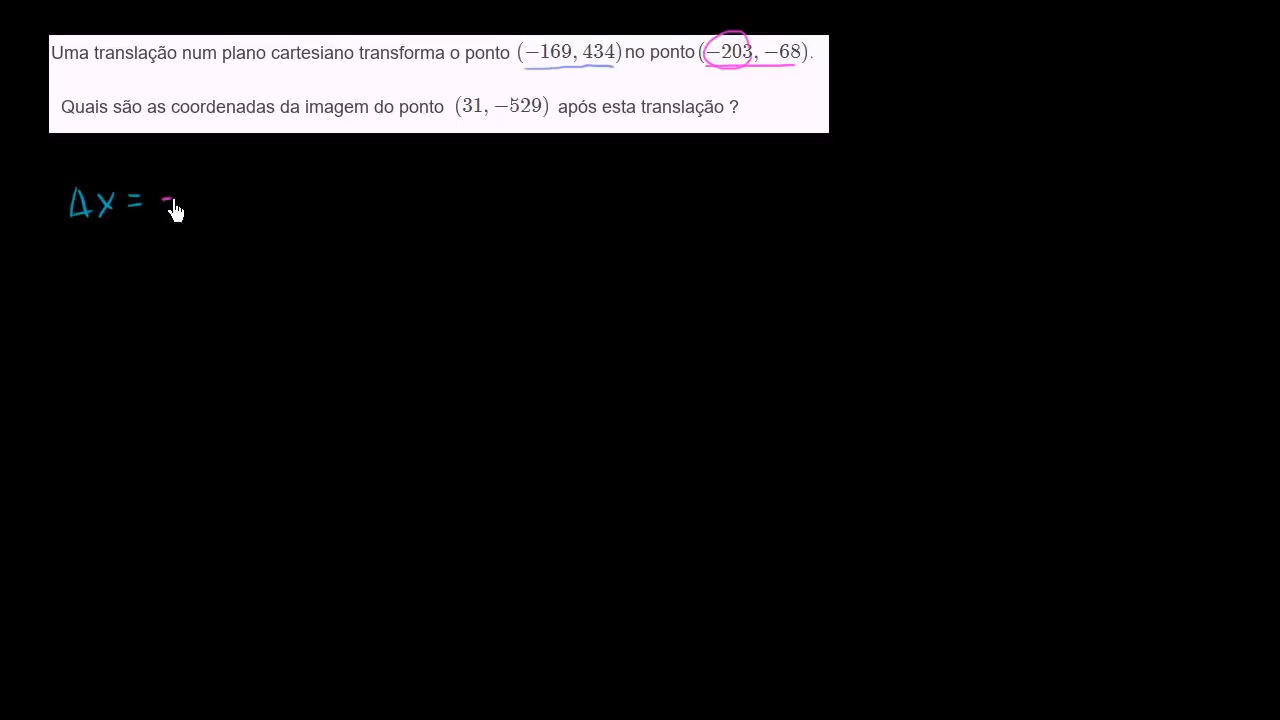 Uma translação num plano cartesiano transforma o ponto (−169, 434) no ponto (−203, −68).
Quais são as coordenadas da imagem do ponto (31, −529) após esta translação ?
Δx = -